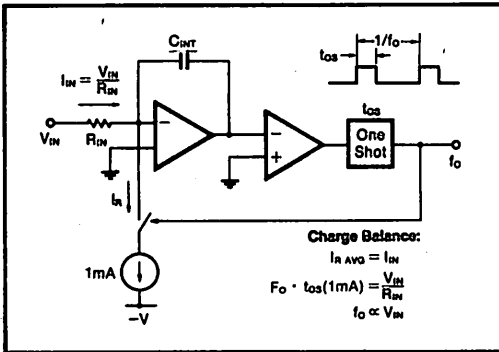 C_INT
1/f_O
t_OS
I_IN = V_IN / R_IN
V_IN
R_IN
−
−
+
t_OS
One
Shot
f_O
I_R
1mA
−V
Charge Balance:
I_R AVG = I_IN
F_O · t_OS(1mA) = V_IN / R_IN
f_O ∝ V_IN